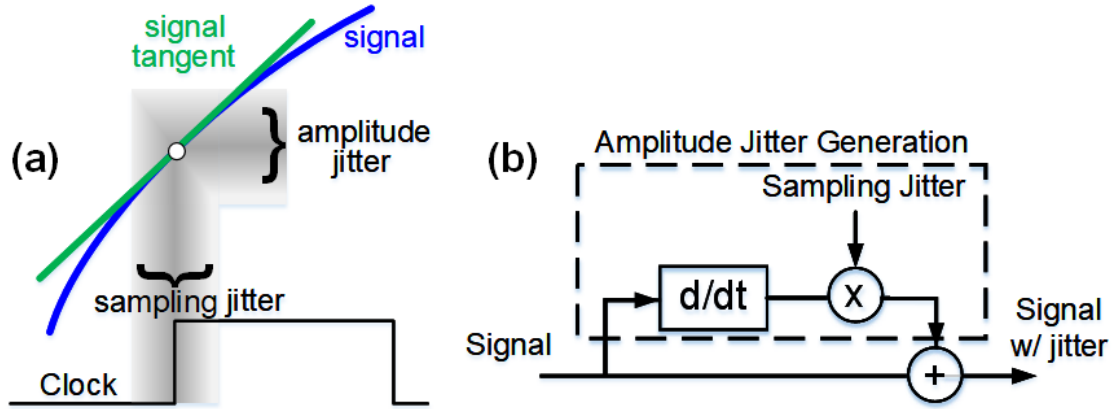 signal
tangent
signal
(a)
amplitude
jitter
sampling jitter
Clock
(b)
Amplitude Jitter Generation
Sampling Jitter
d/dt
x
Signal
+
Signal
w/ jitter